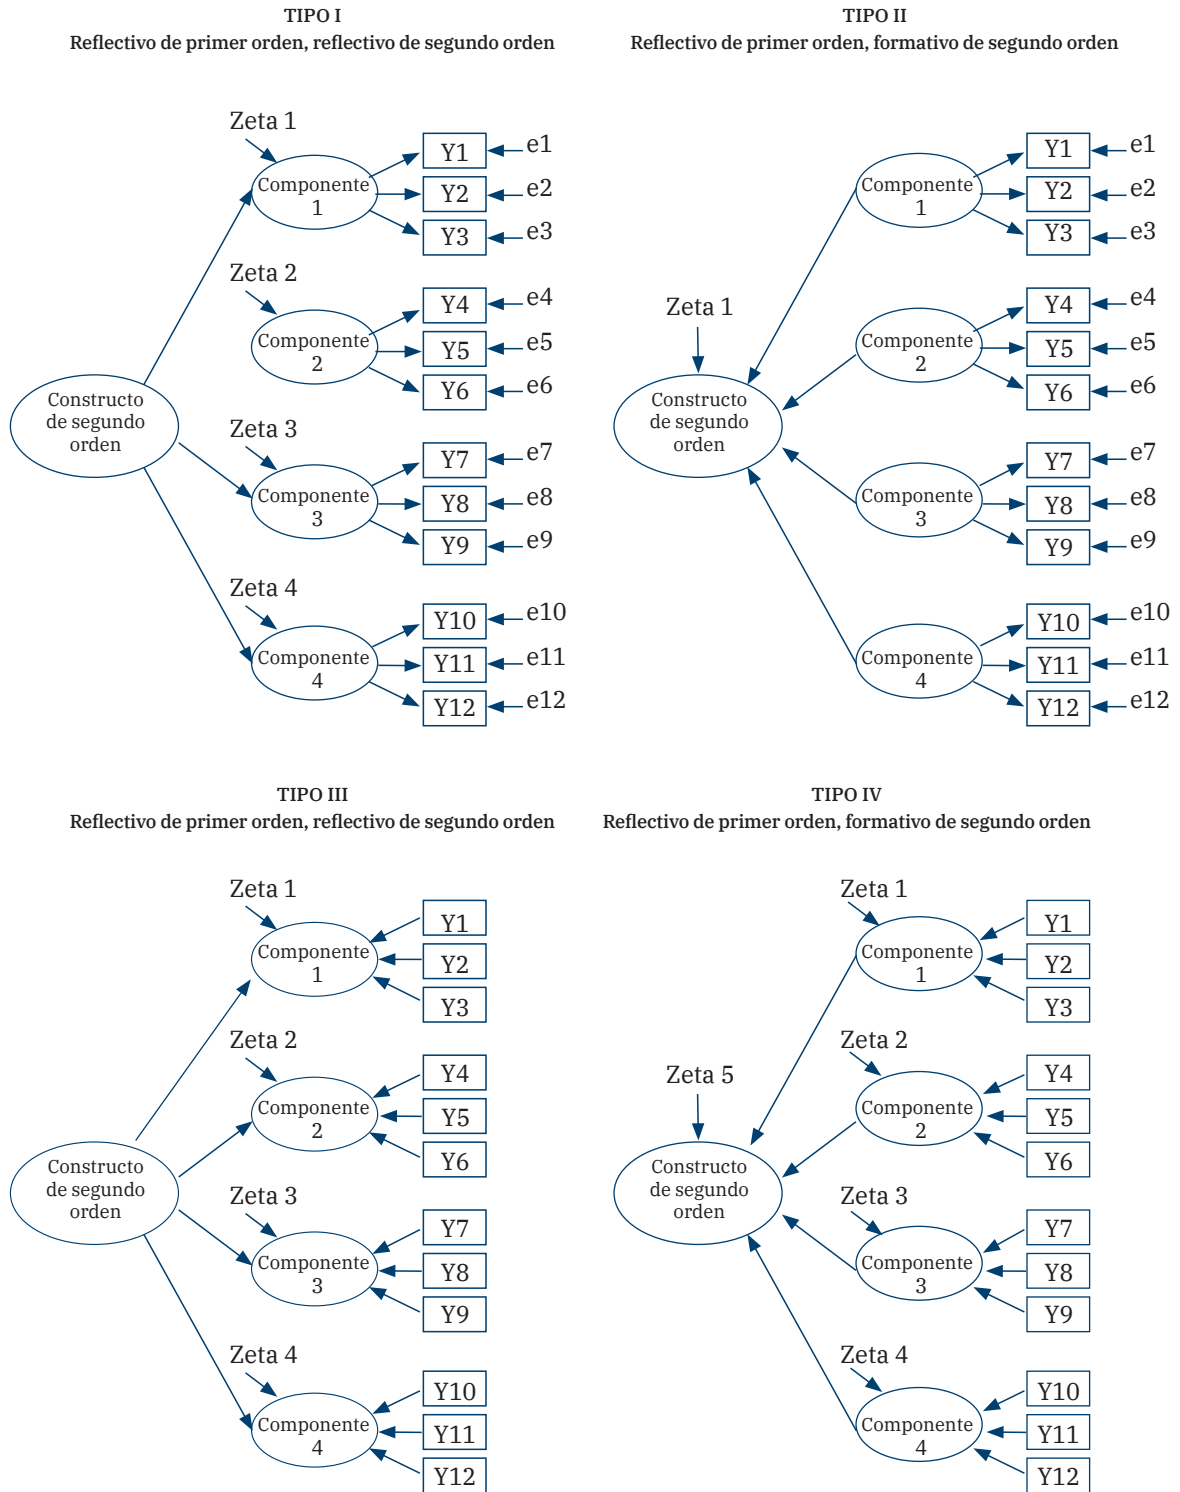 TIPO I
Reflectivo de primer orden, reflectivo de segundo orden
Zeta 1
Componente
1
Y1
e1
Y2
e2
Y3
e3
Zeta 2
Componente
2
Y4
e4
Y5
e5
Y6
e6
Constructo
de segundo
orden
Zeta 3
Componente
3
Y7
e7
Y8
e8
Y9
e9
Zeta 4
Componente
4
Y10
e10
Y11
e11
Y12
e12
TIPO II
Reflectivo de primer orden, formativo de segundo orden
Componente
1
Y1
e1
Y2
e2
Y3
e3
Zeta 1
Componente
2
Y4
e4
Y5
e5
Y6
e6
Constructo
de segundo
orden
Componente
3
Y7
e7
Y8
e8
Y9
e9
Componente
4
Y10
e10
Y11
e11
Y12
e12
TIPO III
Reflectivo de primer orden, reflectivo de segundo orden
Zeta 1
Componente
1
Y1
Y2
Y3
Zeta 2
Componente
2
Y4
Y5
Y6
Constructo
de segundo
orden
Zeta 3
Componente
3
Y7
Y8
Y9
Zeta 4
Componente
4
Y10
Y11
Y12
TIPO IV
Reflectivo de primer orden, formativo de segundo orden
Zeta 1
Componente
1
Y1
Y2
Y3
Zeta 2
Componente
2
Y4
Y5
Y6
Zeta 5
Constructo
de segundo
orden
Zeta 3
Componente
3
Y7
Y8
Y9
Zeta 4
Componente
4
Y10
Y11
Y12